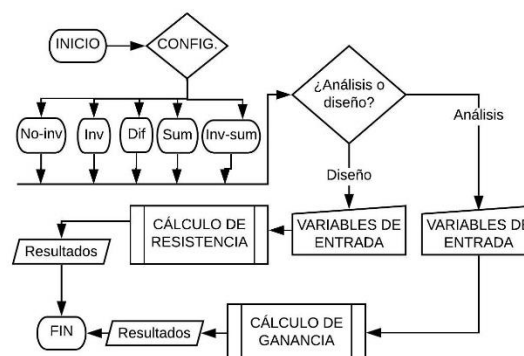 INICIO
CONFIG.
No-inv
Inv
Dif
Sum
Inv-sum
¿Análisis o
diseño?
Análisis
Diseño
VARIABLES DE
ENTRADA
VARIABLES DE
ENTRADA
CÁLCULO DE
RESISTENCIA
Resultados
FIN
Resultados
CÁLCULO DE
GANANCIA